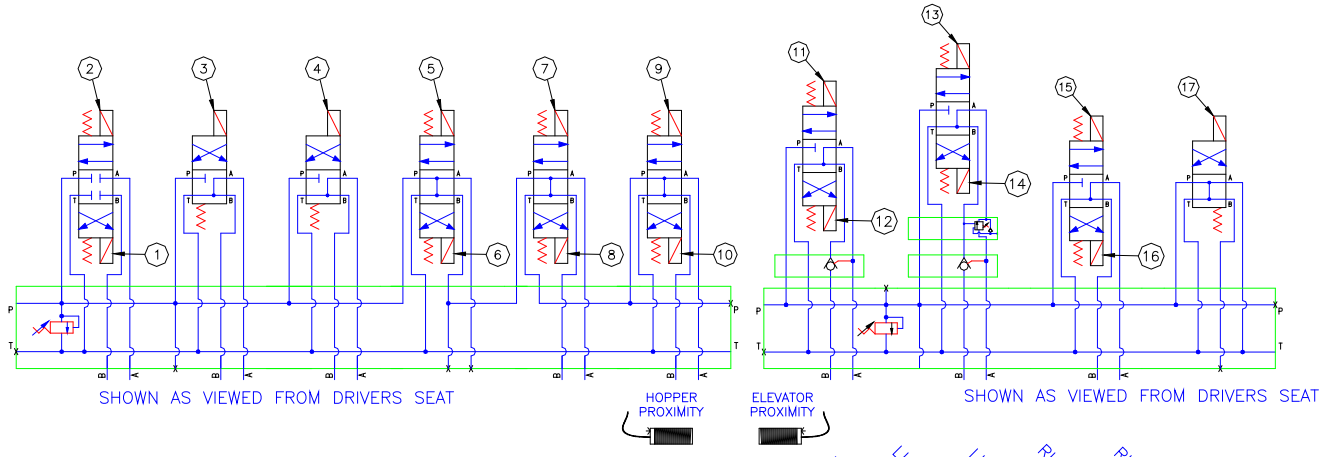 13
11
2
3
4
5
7
9
15
17
P A
T B
P A
T B
P A
T B
P A
T B
P A
T B
P A
T B
P A
T B
P A
T B
P A
T B
P A
T B
14
12
1
6
8
10
16
P
T
P
T
X
X
X
X
X
X
X
X
X
B A
B
B A
B A
B A
B A
B A
B A
SHOWN AS VIEWED FROM DRIVERS SEAT
SHOWN AS VIEWED FROM DRIVERS SEAT
HOPPER
PROXIMITY
ELEVATOR
PROXIMITY